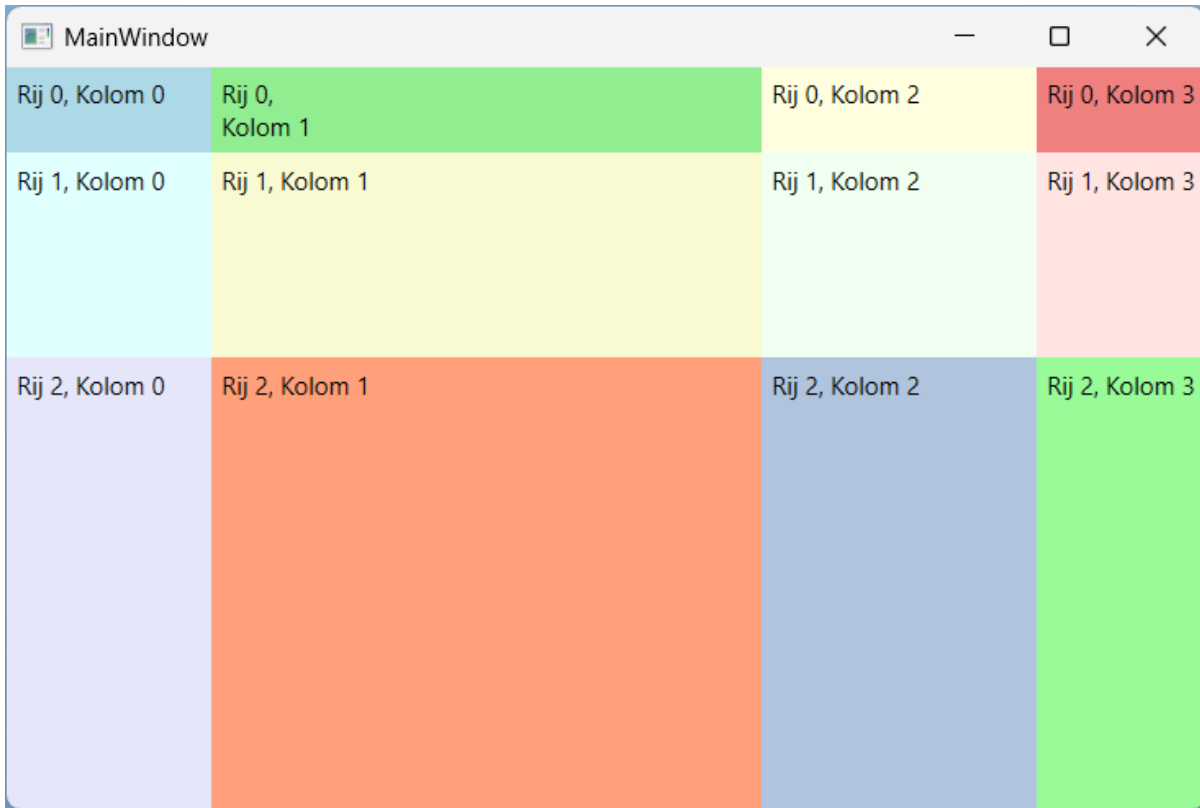 MainWindow
Rij 0, Kolom 0
Rij 0,
Kolom 1
Rij 0, Kolom 2
Rij 0, Kolom 3
Rij 1, Kolom 0
Rij 1, Kolom 1
Rij 1, Kolom 2
Rij 1, Kolom 3
Rij 2, Kolom 0
Rij 2, Kolom 1
Rij 2, Kolom 2
Rij 2, Kolom 3